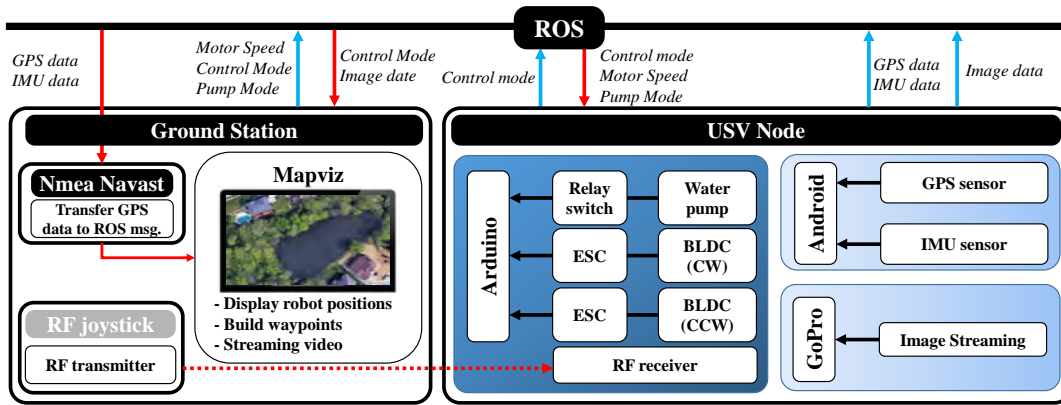 ROS
GPS data
IMU data
Motor Speed
Control Mode
Pump Mode
Control Mode
Image date
Control mode
Control mode
Motor Speed
Pump Mode
GPS data
IMU data
Image data
Ground Station
Nmea Navast
Transfer GPS
data to ROS msg.
Mapviz
- Display robot positions
- Build waypoints
- Streaming video
RF joystick
RF transmitter
USV Node
Arduino
Relay
switch
Water
pump
ESC
BLDC
(CW)
ESC
BLDC
(CCW)
RF receiver
Android
GPS sensor
IMU sensor
GoPro
Image Streaming